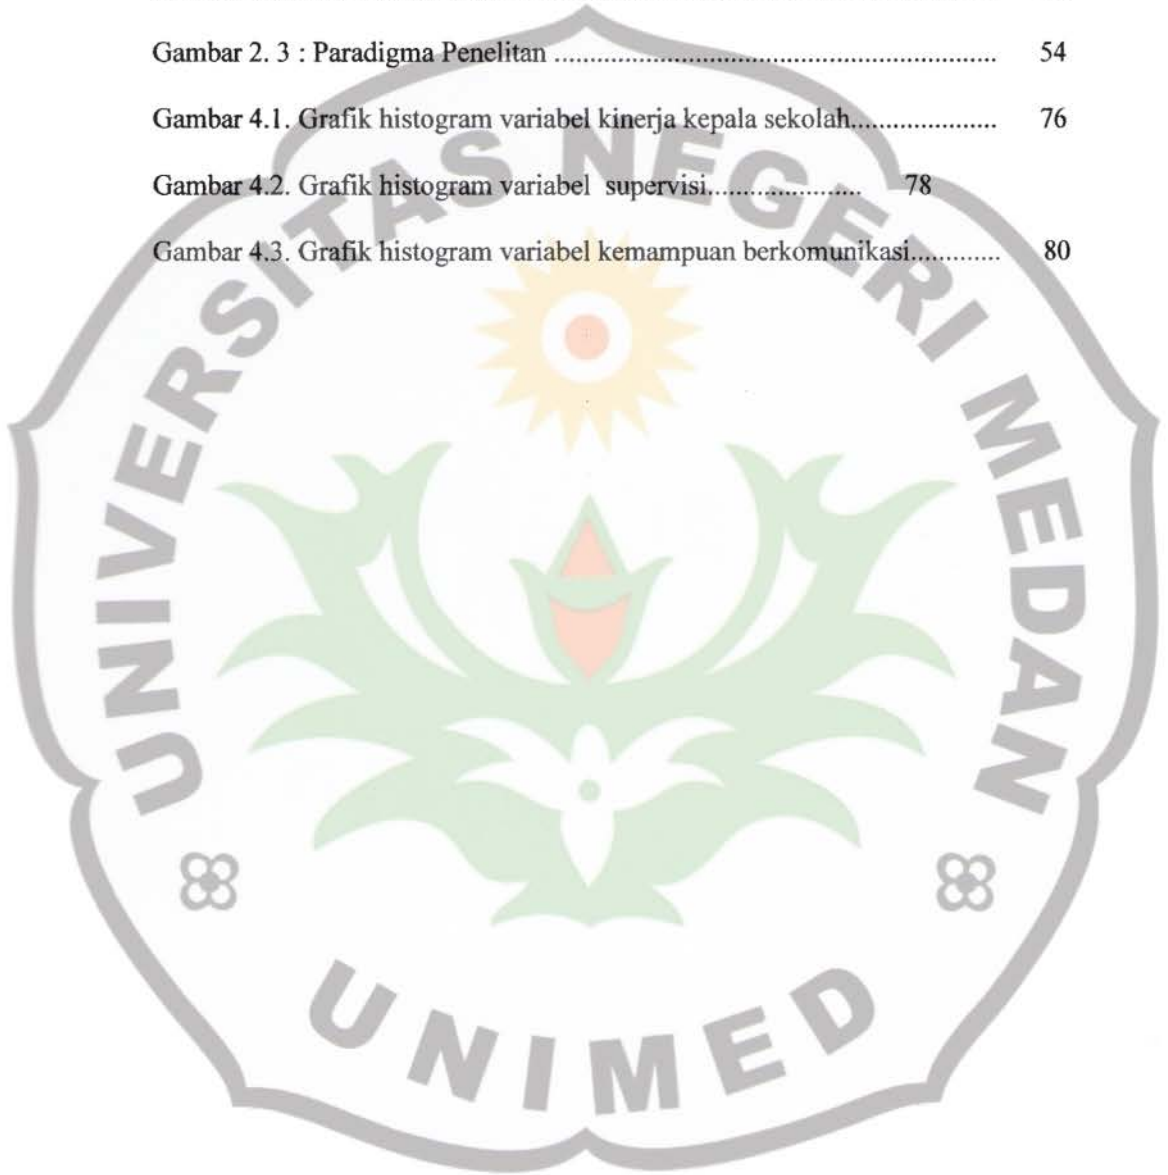 Gambar 2. 3 : Paradigma Penelitan ............................................................... 54
Gambar 4.1. Grafik histogram variabel kinerja kepala sekolah..................... 76
Gambar 4.2. Grafik histogram variabel supervisi...................... 78
Gambar 4.3. Grafik histogram variabel kemampuan berkomunikasi............. 80
UNIVERSITAS NEGERI MEDAN
UNIMED